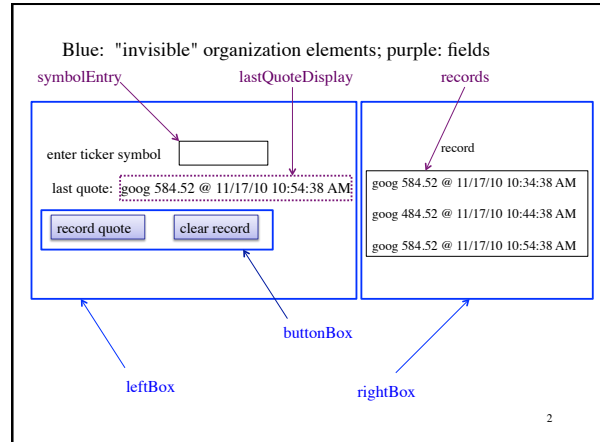 Blue: "invisible" organization elements; purple: fields
symbolEntry
lastQuoteDisplay
records
enter ticker symbol
last quote:
goog 584.52 @ 11/17/10 10:54:38 AM
record quote
clear record
record
goog 584.52 @ 11/17/10 10:34:38 AM
goog 484.52 @ 11/17/10 10:44:38 AM
goog 584.52 @ 11/17/10 10:54:38 AM
buttonBox
leftBox
rightBox
2